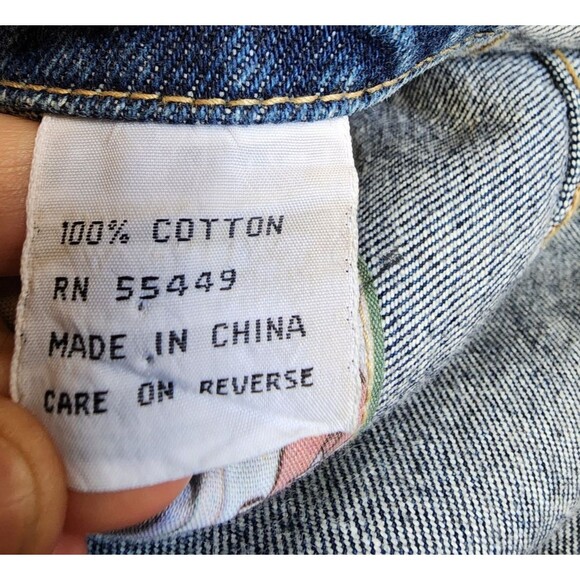 100% COTTON
RN 55449
MADE IN CHINA
CARE ON REVERSE